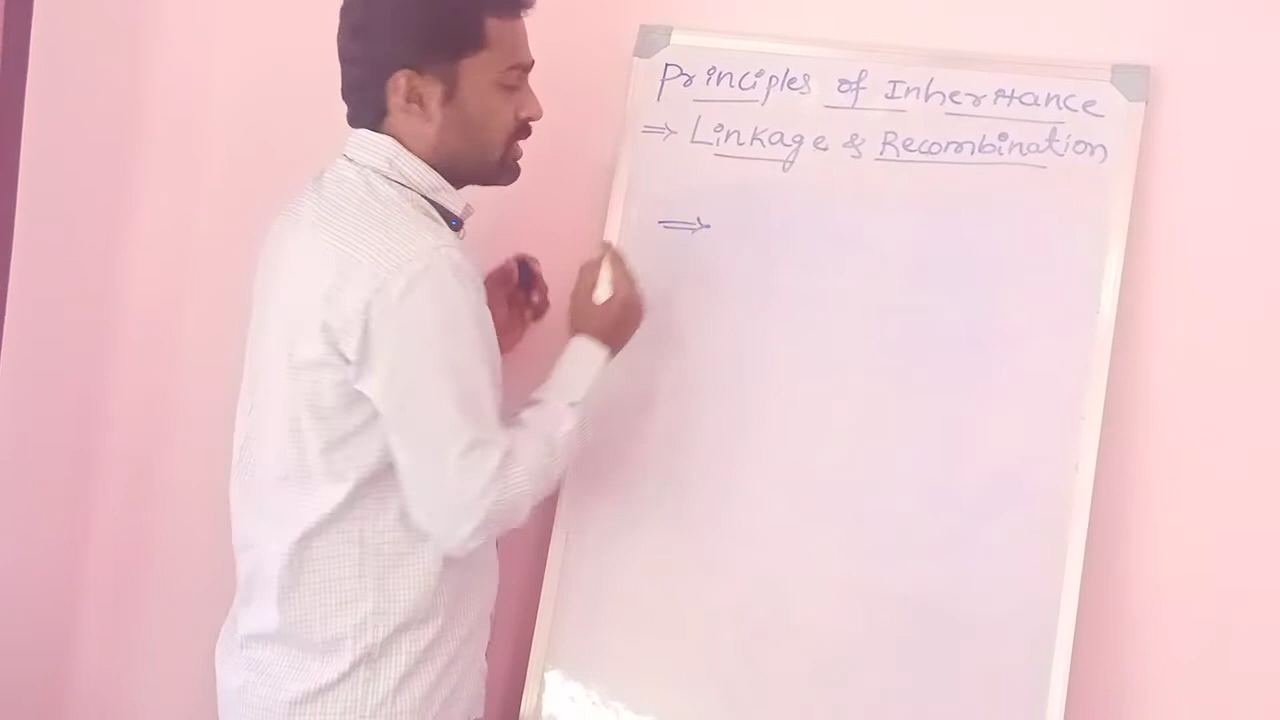 Principles of Inheritance
⇒ Linkage & Recombination
⇒